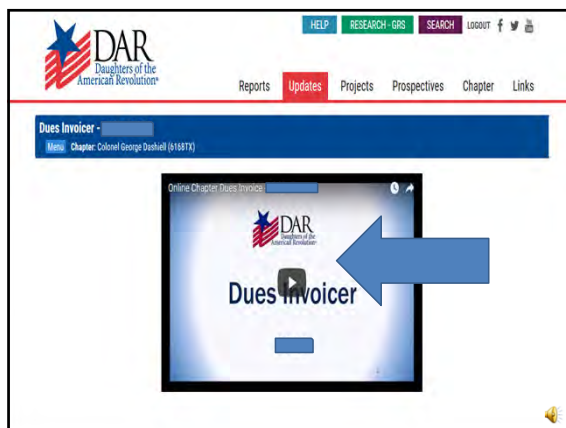 HELP RESEARCH - GRS SEARCH LOGOUT
DAR
Daughters of the
American Revolution®
Reports Updates Projects Prospectives Chapter Links
Dues Invoicer -
Menu Chapter: Colonel George Dashiell (6168TX)
Online Chapter Dues Invoice
DAR
Daughters of the
American Revolution®
Dues Invoicer